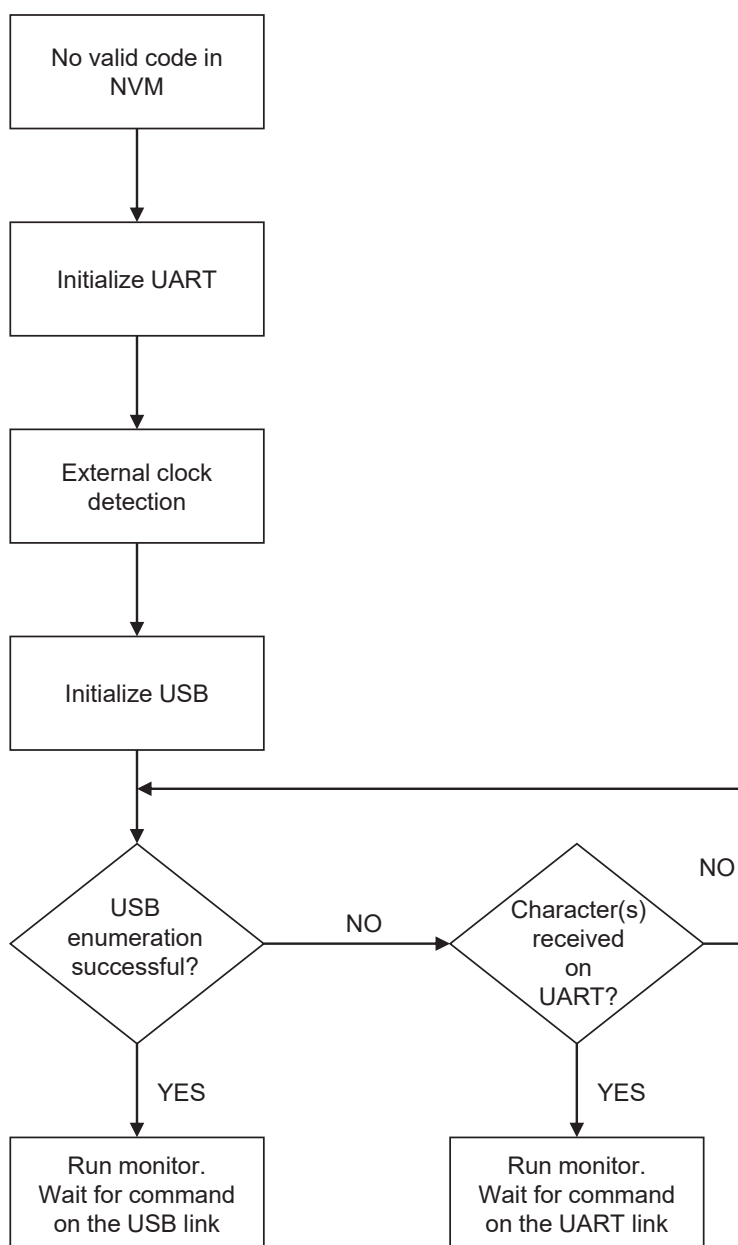 No valid code in
NVM
Initialize UART
External clock
detection
Initialize USB
USB
enumeration
successful?
NO
Character(s)
received
on
UART?
NO
YES
YES
Run monitor.
Wait for command
on the USB link
Run monitor.
Wait for command
on the UART link